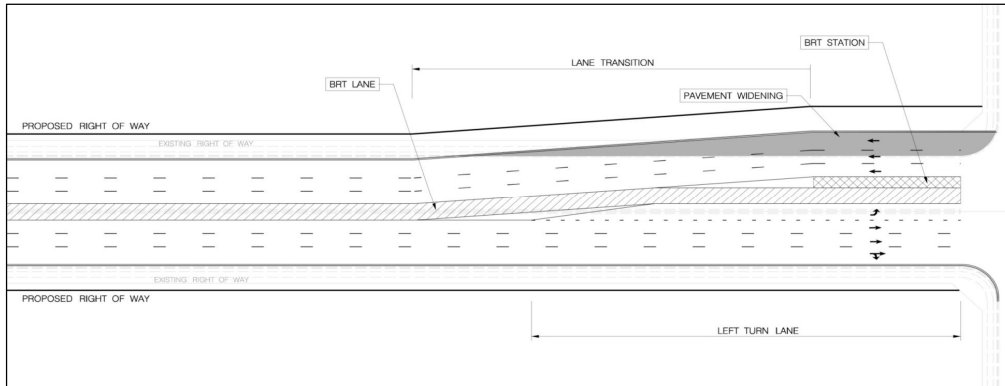 BRT STATION
LANE TRANSITION
BRT LANE
PAVEMENT WIDENING
PROPOSED RIGHT OF WAY
EXISTING RIGHT OF WAY
EXISTING RIGHT OF WAY
PROPOSED RIGHT OF WAY
LEFT TURN LANE